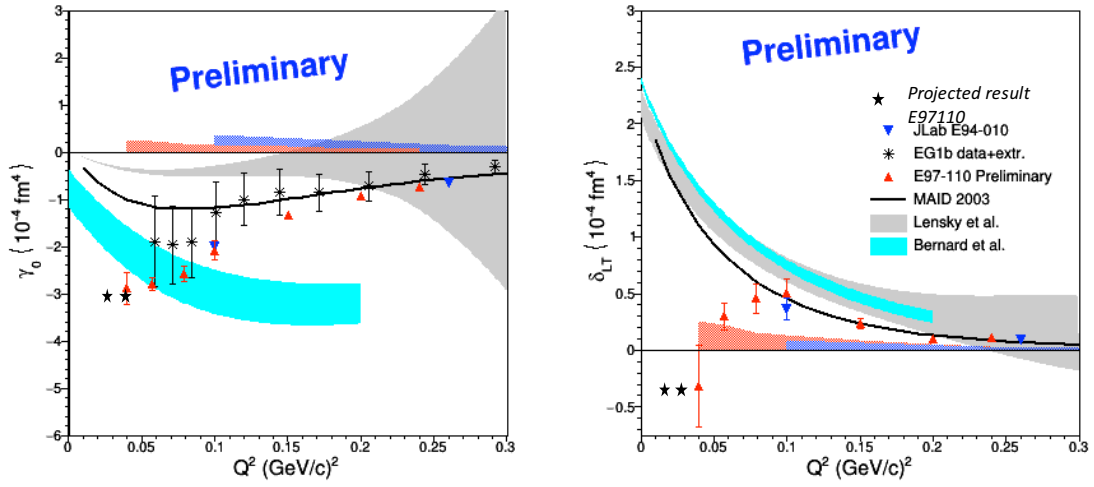 Preliminary
3
2
1
0
−1
−2
−3
−4
−5
−6
γ0 { 10-4 fm4 }
0
0.05
0.1
0.15
0.2
0.25
0.3
Q2 (GeV/c)2
Preliminary
3
2.5
2
1.5
1
0.5
0
−0.5
δLT { 10-4 fm4 }
Projected result
E97110
JLab E94-010
EG1b data+extr.
E97-110 Preliminary
MAID 2003
Lensky et al.
Bernard et al.
0
0.05
0.1
0.15
0.2
0.25
0.3
Q2 (GeV/c)2